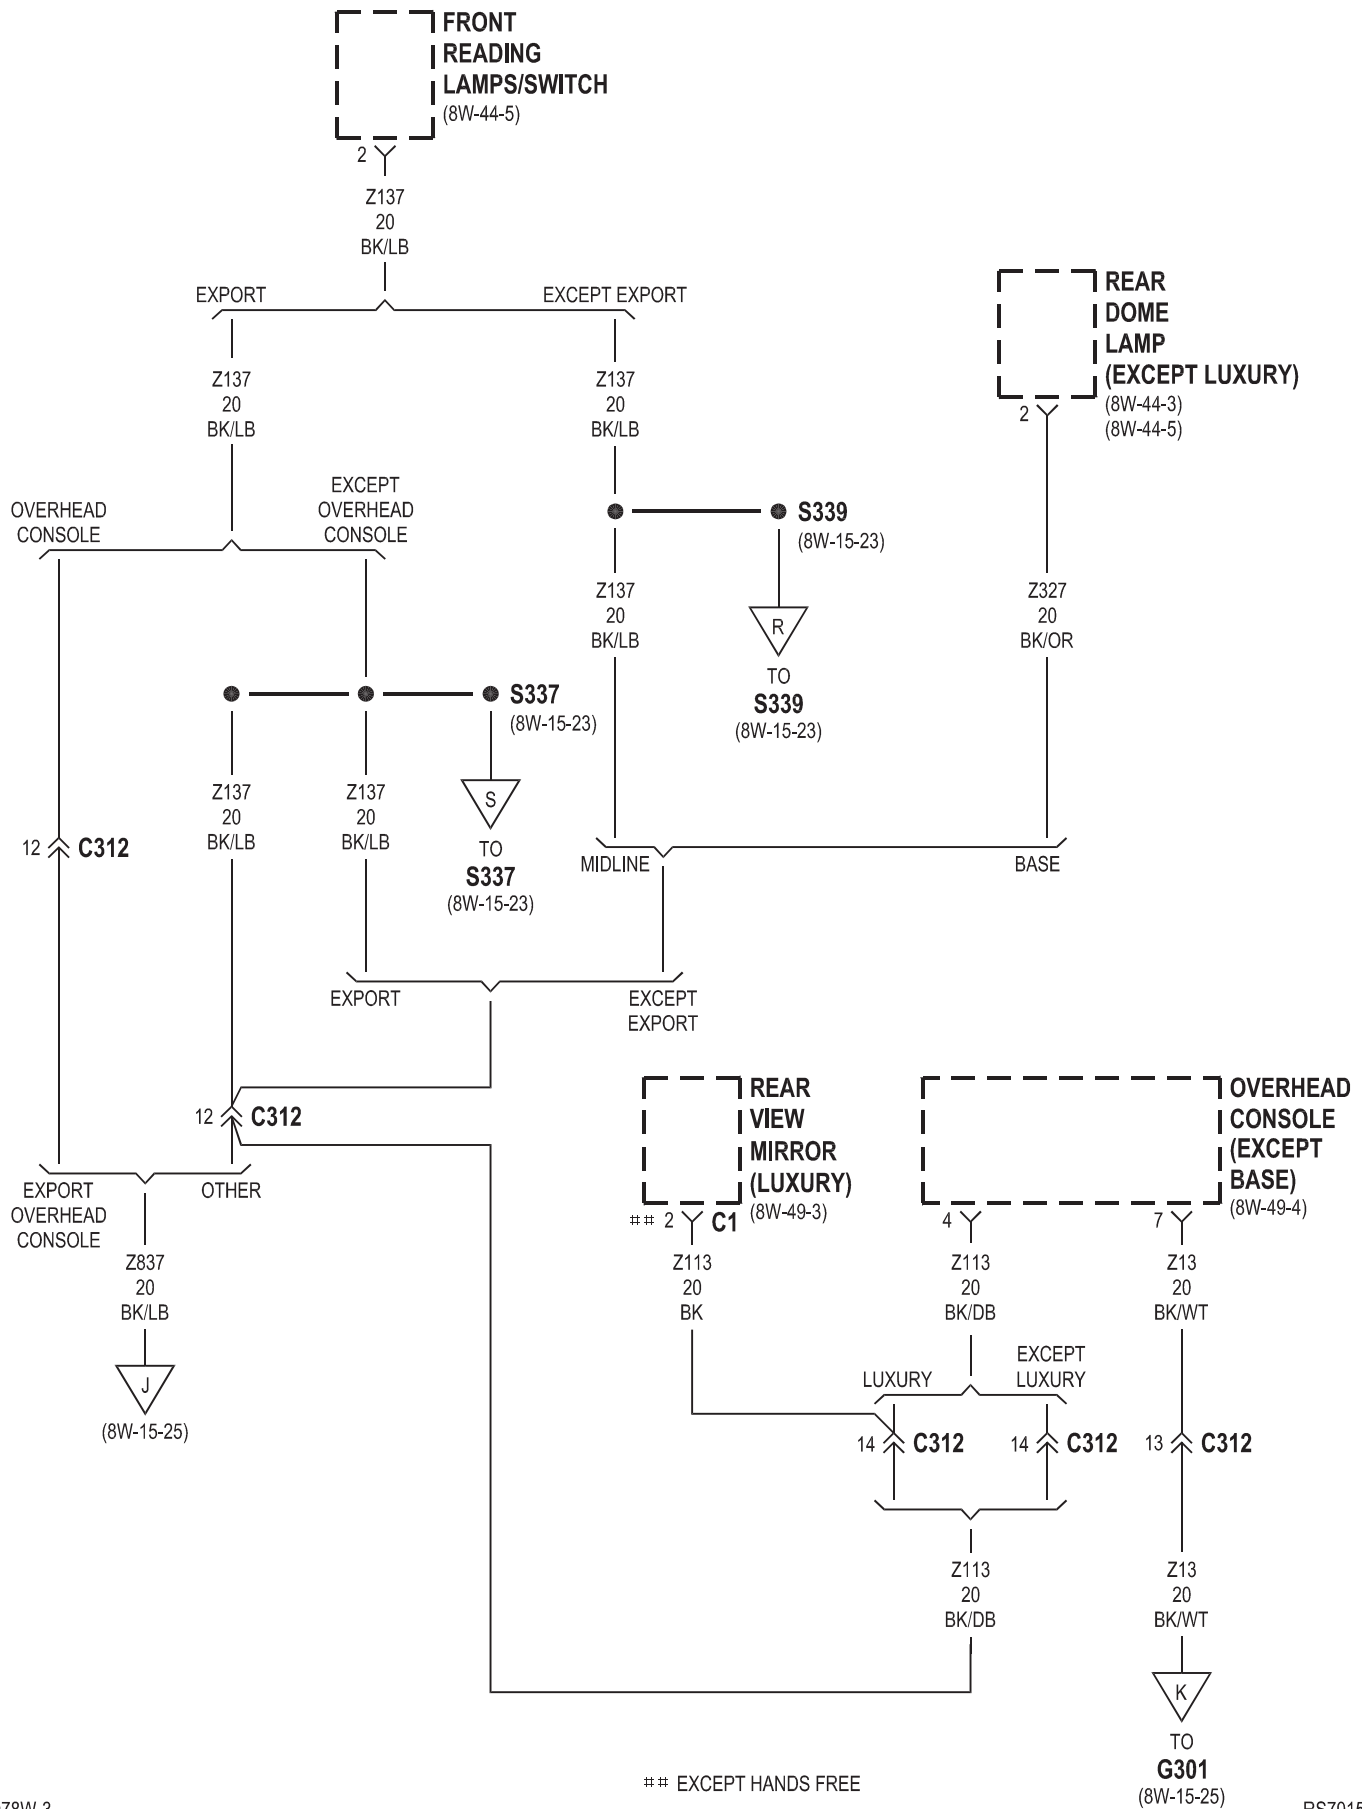 FRONT
READING
LAMPS/SWITCH
(8W-44-5)
2
Z137
20
BK/LB
EXPORT
EXCEPT EXPORT
Z137
20
BK/LB
Z137
20
BK/LB
REAR
DOME
LAMP
(EXCEPT LUXURY)
(8W-44-3)
(8W-44-5)
2
OVERHEAD
CONSOLE
EXCEPT
OVERHEAD
CONSOLE
S339
(8W-15-23)
Z137
20
BK/LB
R
TO
S339
(8W-15-23)
Z327
20
BK/OR
S337
(8W-15-23)
Z137
20
BK/LB
Z137
20
BK/LB
S
TO
S337
(8W-15-23)
12
C312
MIDLINE
BASE
EXPORT
EXCEPT
EXPORT
12
C312
EXPORT
OVERHEAD
CONSOLE
OTHER
Z837
20
BK/LB
J
(8W-15-25)
REAR
VIEW
MIRROR
(LUXURY)
(8W-49-3)
## 2
C1
OVERHEAD
CONSOLE
(EXCEPT
BASE)
(8W-49-4)
4
7
Z113
20
BK
Z113
20
BK/DB
Z13
20
BK/WT
LUXURY
EXCEPT
LUXURY
14
C312
14
C312
13
C312
Z113
20
BK/DB
Z13
20
BK/WT
K
TO
G301
(8W-15-25)
## EXCEPT HANDS FREE